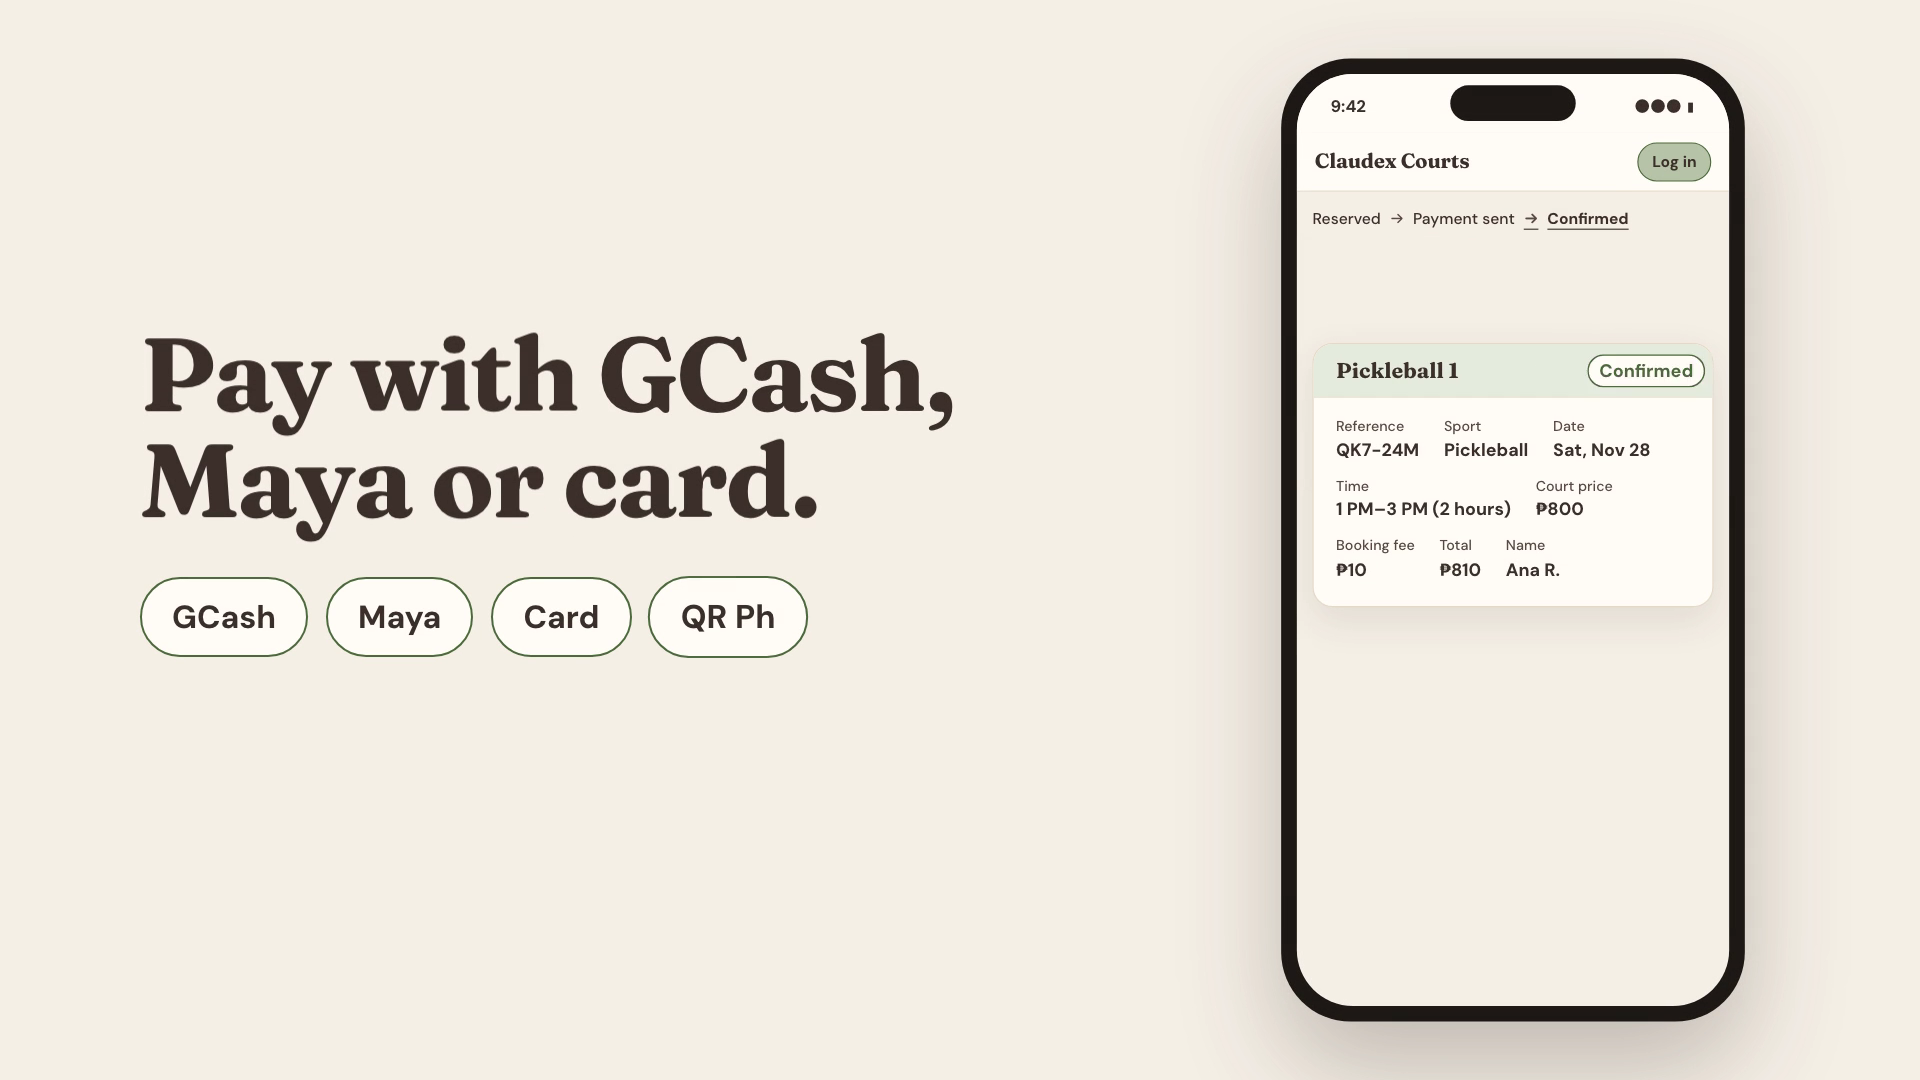 Pay with GCash,
Maya or card.
GCash Maya Card QR Ph
9:42
Claudex Courts Log in
Reserved → Payment sent → Confirmed
Pickleball 1 Confirmed
Reference Sport Date
QK7-24M Pickleball Sat, Nov 28
Time Court price
1 PM–3 PM (2 hours) ₱800
Booking fee Total Name
₱10 ₱810 Ana R.